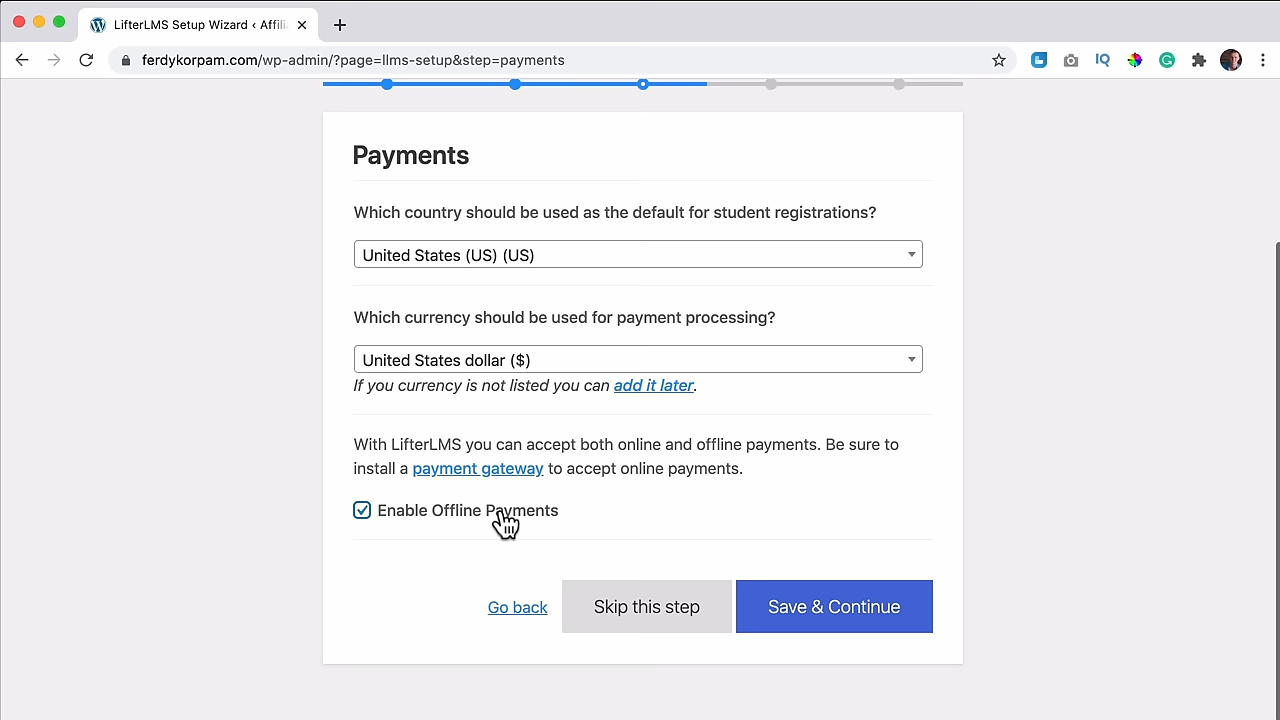 LifterLMS Setup Wizard ‹ Affili
ferdykorpam.com/wp-admin/?page=llms-setup&step=payments
IQ
Payments
Which country should be used as the default for student registrations?
United States (US) (US)
Which currency should be used for payment processing?
United States dollar ($)
If you currency is not listed you can add it later.
With LifterLMS you can accept both online and offline payments. Be sure to
install a payment gateway to accept online payments.
Enable Offline Payments
Go back
Skip this step
Save & Continue